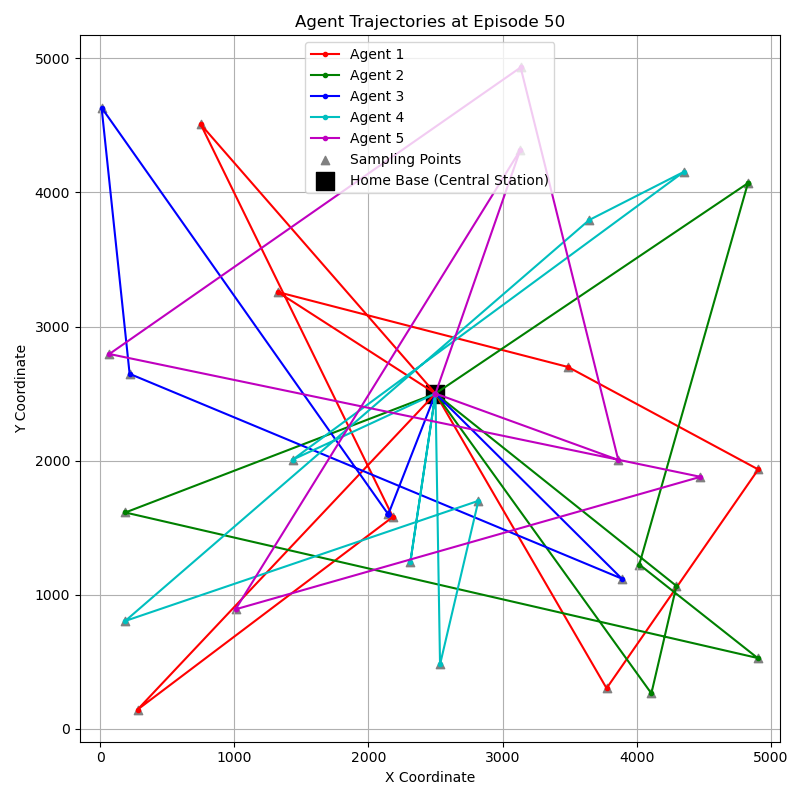 Agent Trajectories at Episode 50
Agent 1
Agent 2
Agent 3
Agent 4
Agent 5
Sampling Points
Home Base (Central Station)
5000
4000
3000
2000
1000
0
Y Coordinate
0 1000 2000 3000 4000 5000
X Coordinate